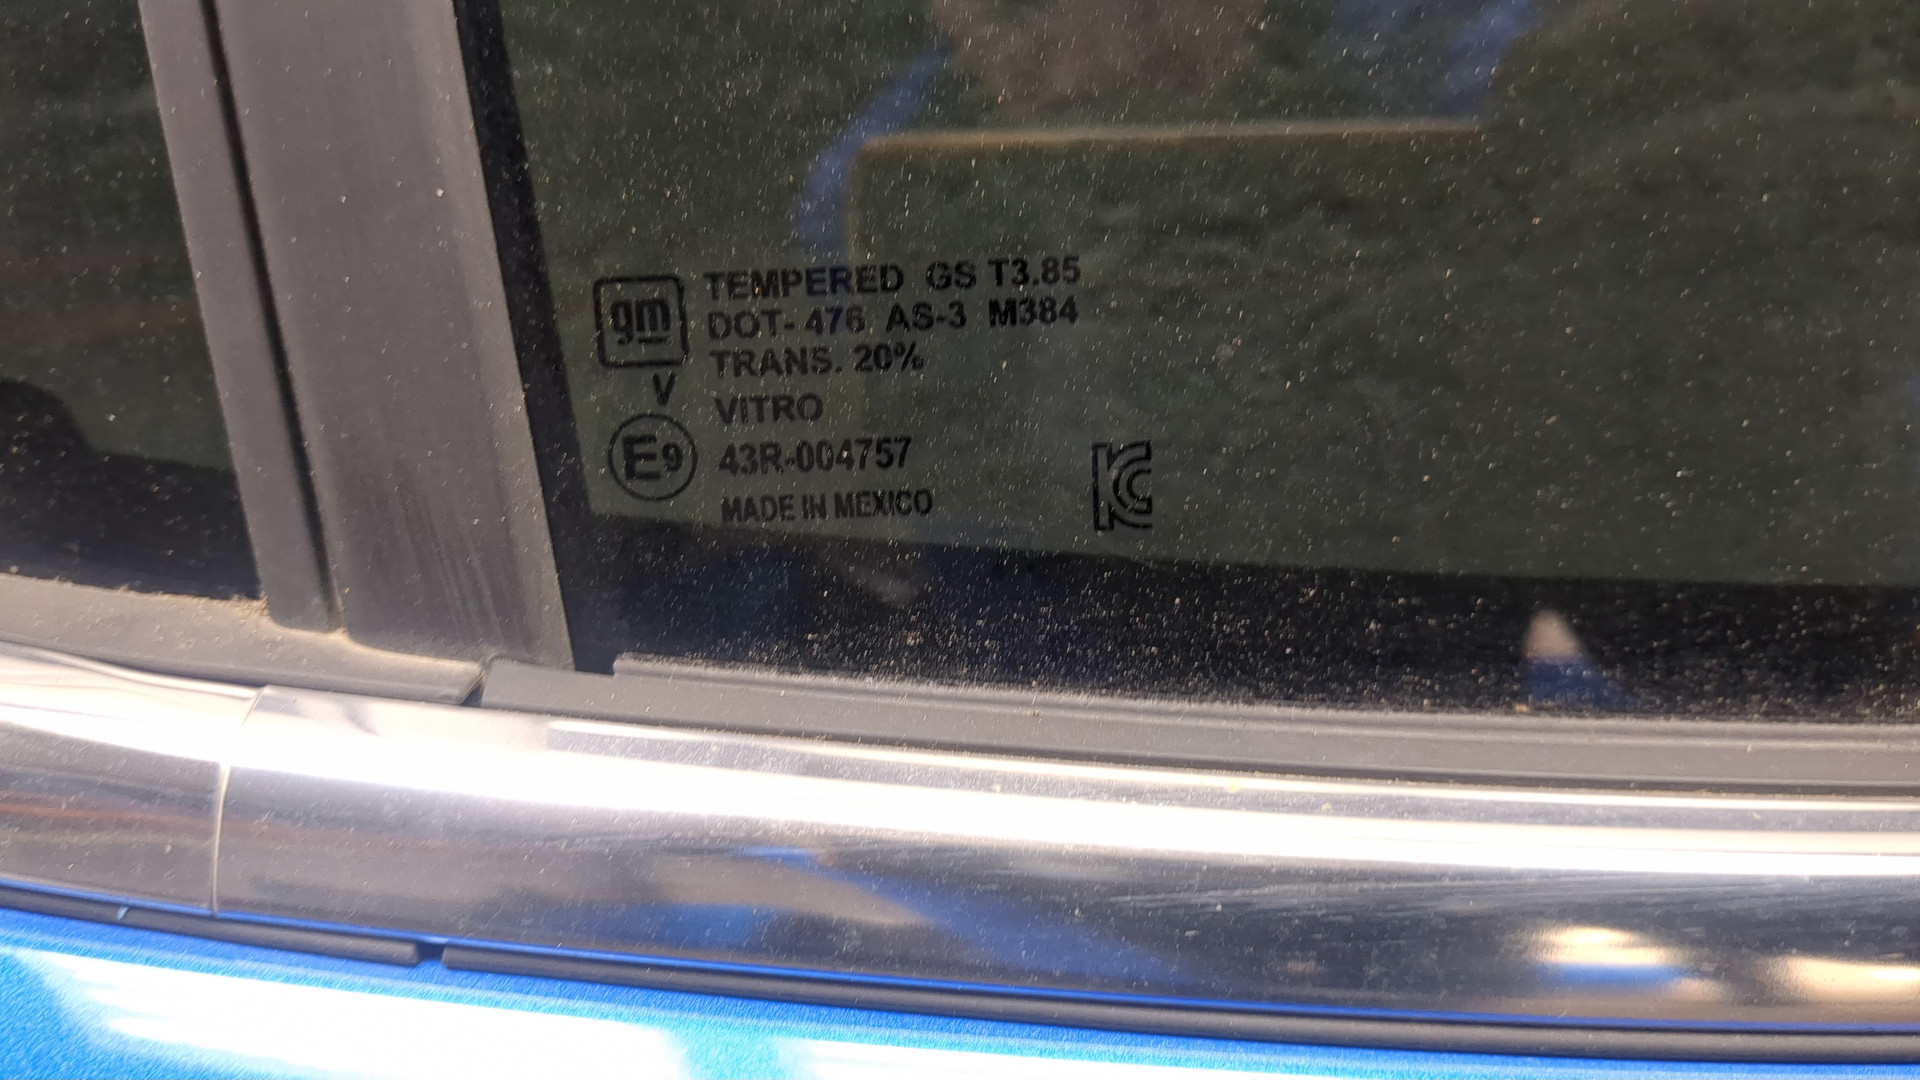 gm
TEMPERED GS T3.85
DOT-476 AS-3 M384
TRANS. 20%
V
VITRO
E9 43R-004757
MADE IN MEXICO
KC